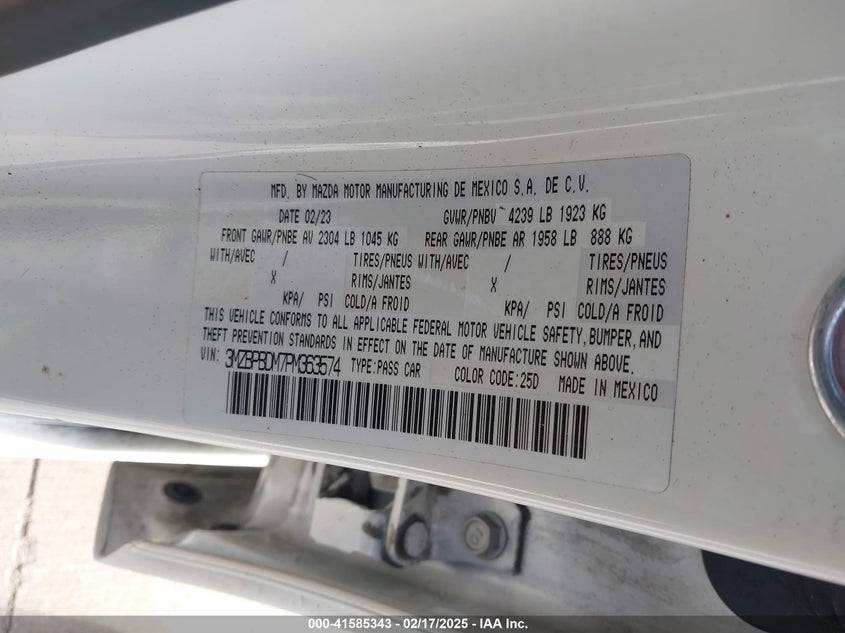 MFD. BY MAZDA MOTOR MANUFACTURING DE MEXICO S.A. DE C.V.
DATE 02/23 GVWR/PNBV 4239 LB 1923 KG
FRONT GAWR/PNBE AV 2304 LB 1045 KG REAR GAWR/PNBE AR 1958 LB 888 KG
WITH/AVEC / TIRES/PNEUS WITH/AVEC / TIRES/PNEUS
X RIMS/JANTES X RIMS/JANTES
KPA/ PSI COLD/A FROID KPA/ PSI COLD/A FROID
THIS VEHICLE CONFORMS TO ALL APPLICABLE FEDERAL MOTOR VEHICLE SAFETY, BUMPER, AND
THEFT PREVENTION STANDARDS IN EFFECT ON THE DATE OF MANUFACTURE SHOWN ABOVE.
VIN: 3MZBPBDM7PM363574 TYPE:PASS CAR COLOR CODE:25D MADE IN MEXICO
000-41585343 - 02/17/2025 - IAA Inc.